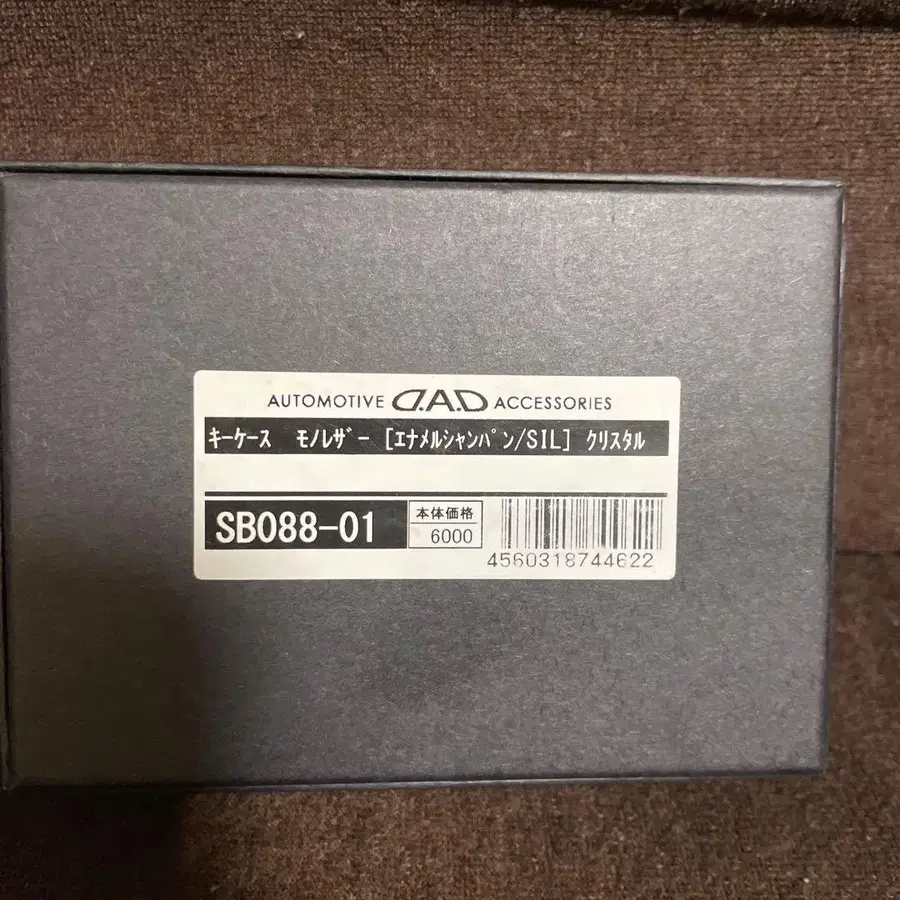 AUTOMOTIVE D.A.D ACCESSORIES
ｷｰｹｰｽ ﾓﾉﾚｻﾞｰ [ｴﾅﾒﾙｼｬﾝﾊﾟﾝ/SIL] ｸﾘｽﾀﾙ
SB088-01
本体価格
6000
4560318744622